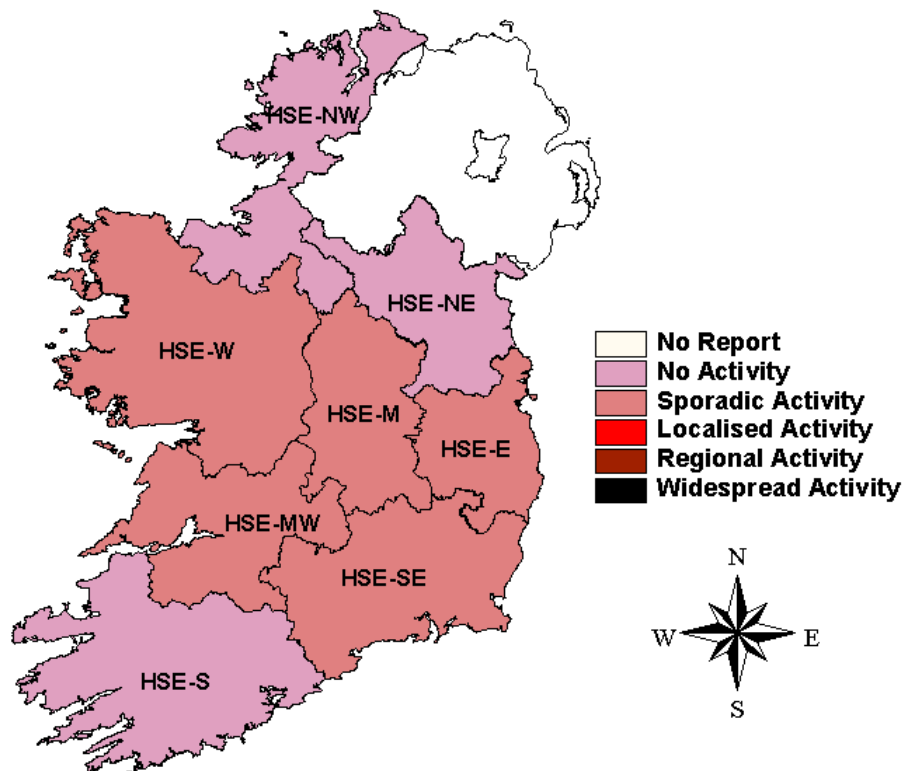 HSE-NW
HSE-NE
HSE-W
HSE-M
HSE-E
HSE-MW
HSE-SE
HSE-S
No Report
No Activity
Sporadic Activity
Localised Activity
Regional Activity
Widespread Activity
N
W E
S